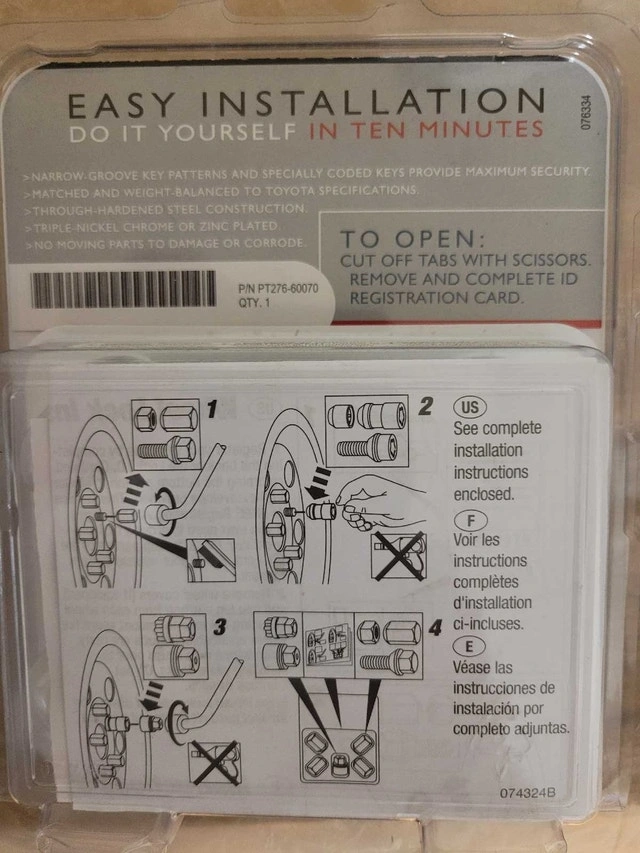 EASY INSTALLATION
DO IT YOURSELF IN TEN MINUTES
076334
>NARROW-GROOVE KEY PATTERNS AND SPECIALLY CODED KEYS PROVIDE MAXIMUM SECURITY.
>MATCHED AND WEIGHT-BALANCED TO TOYOTA SPECIFICATIONS.
>THROUGH-HARDENED STEEL CONSTRUCTION.
>TRIPLE-NICKEL CHROME OR ZINC PLATED.
>NO MOVING PARTS TO DAMAGE OR CORRODE.
TO OPEN:
CUT OFF TABS WITH SCISSORS.
REMOVE AND COMPLETE ID
REGISTRATION CARD.
P/N PT276-60070
QTY. 1
1
2
3
4
US
See complete
installation
instructions
enclosed.
F
Voir les
instructions
complètes
d'installation
ci-incluses.
E
Véase las
instrucciones de
instalación por
completo adjuntas.
074324B